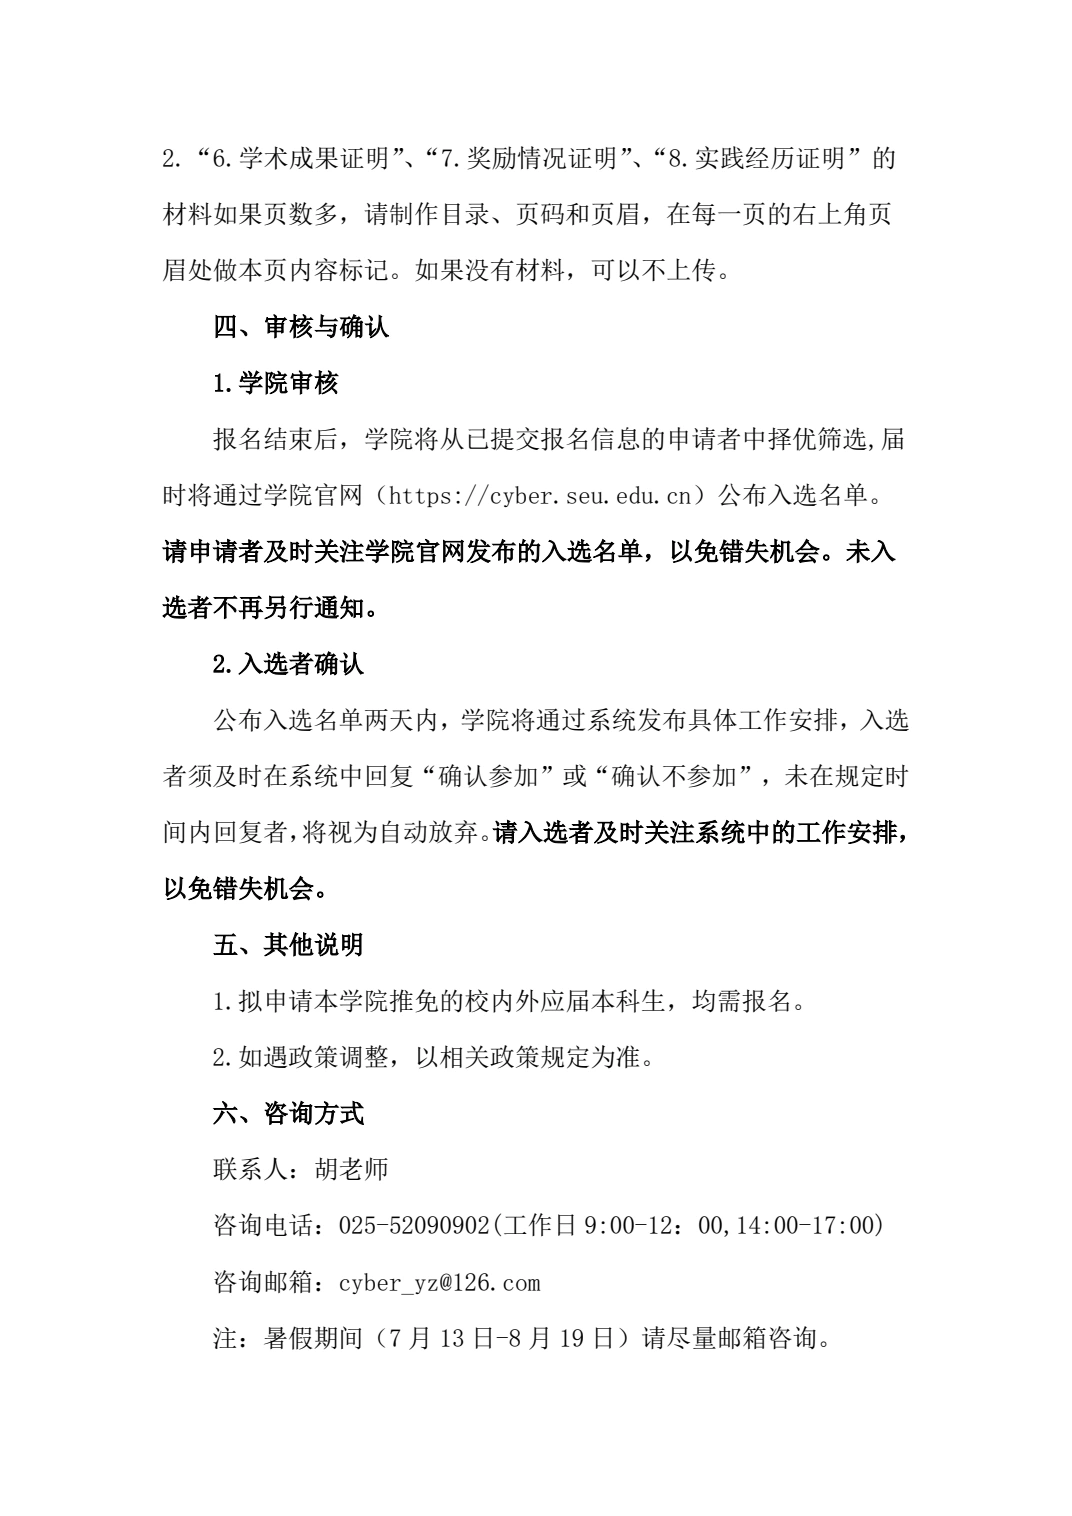 2. “6.学术成果证明”、“7.奖励情况证明”、“8.实践经历证明”的
材料如果页数多，请制作目录、页码和页眉，在每一页的右上角页
眉处做本页内容标记。如果没有材料，可以不上传。
四、审核与确认
1.学院审核
报名结束后，学院将从已提交报名信息的申请者中择优筛选,届
时将通过学院官网（https://cyber.seu.edu.cn）公布入选名单。
请申请者及时关注学院官网发布的入选名单，以免错失机会。未入
选者不再另行通知。
2.入选者确认
公布入选名单两天内，学院将通过系统发布具体工作安排，入选
者须及时在系统中回复“确认参加”或“确认不参加”，未在规定时
间内回复者，将视为自动放弃。请入选者及时关注系统中的工作安排，
以免错失机会。
五、其他说明
1.拟申请本学院推免的校内外应届本科生，均需报名。
2.如遇政策调整，以相关政策规定为准。
六、咨询方式
联系人：胡老师
咨询电话：025-52090902(工作日 9:00-12：00,14:00-17:00)
咨询邮箱：cyber_yz@126.com
注：暑假期间（7 月 13 日-8 月 19 日）请尽量邮箱咨询。